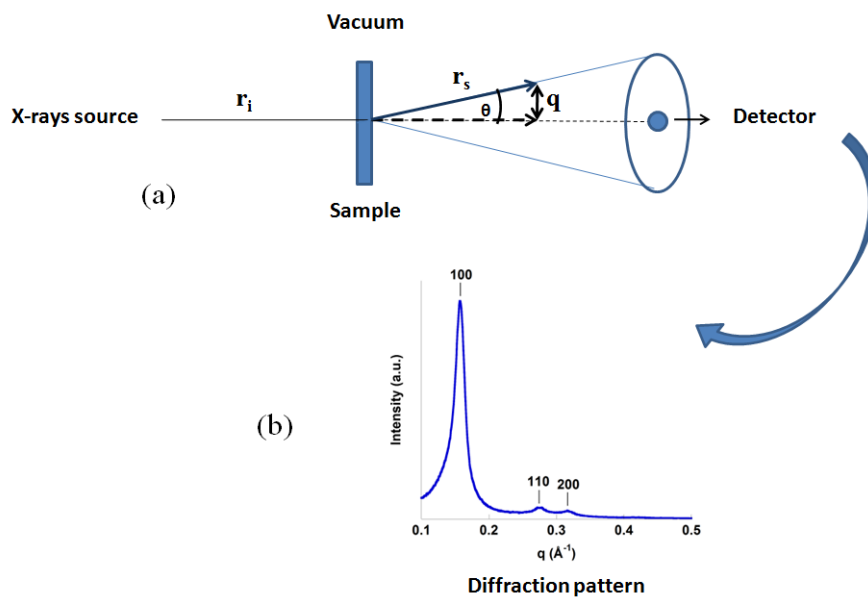 Vacuum
r_s
r_i
θ
q
X-rays source
Detector
(a)
Sample
100
Intensity (a.u.)
(b)
110 200
0.1 0.2 0.3 0.4 0.5
q (Å⁻¹)
Diffraction pattern